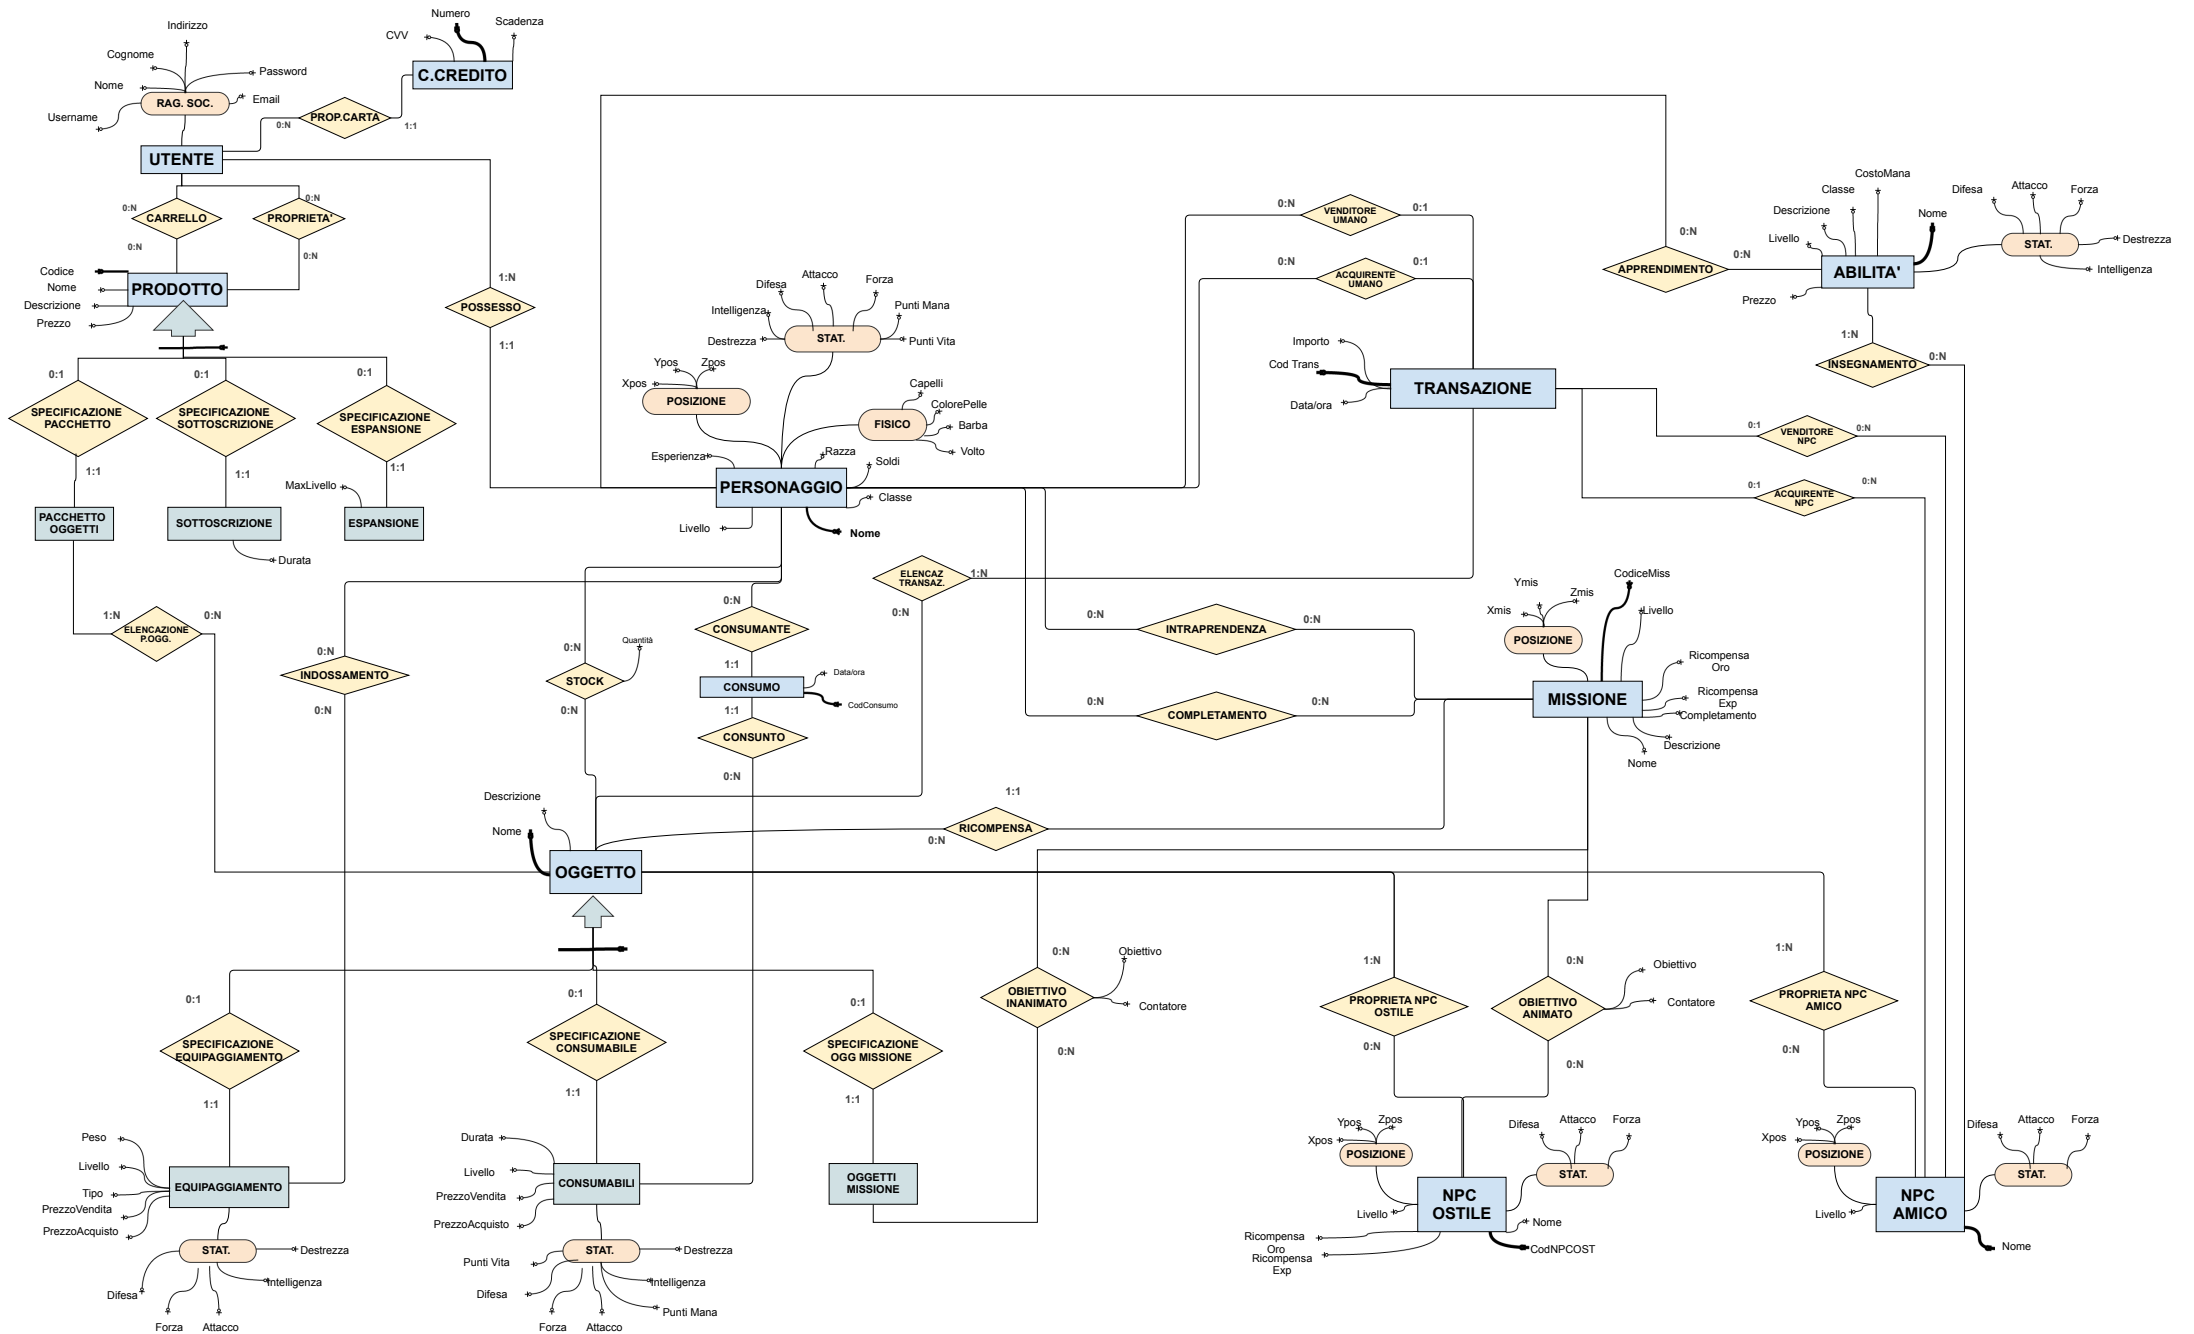 Indirizzo
Cognome
Nome
Password
RAG. SOC.
Email
Username
UTENTE
Numero
CVV
Scadenza
C.CREDITO
0:N
PROP.CARTA
1:1
0:N
CARRELLO
0:N
PROPRIETA'
0:N
0:N
Codice
Nome
Descrizione
Prezzo
PRODOTTO
1:N
POSSESSO
1:1
0:1
0:1
0:1
SPECIFICAZIONE
PACCHETTO
SPECIFICAZIONE
SOTTOSCRIZIONE
SPECIFICAZIONE
ESPANSIONE
1:1
1:1
1:1
MaxLivello
PACCHETTO
OGGETTI
SOTTOSCRIZIONE
ESPANSIONE
Durata
1:N
0:N
ELENCAZIONE
P.OGG.
Attacco
Difesa
Forza
Intelligenza
Punti Mana
STAT.
Destrezza
Punti Vita
Ypos
Zpos
Xpos
POSIZIONE
Capelli
ColorePelle
FISICO
Barba
Volto
Esperienza
Razza
Soldi
PERSONAGGIO
Classe
Livello
Nome
0:N
VENDITORE
UMANO
0:1
0:N
ACQUIRENTE
UMANO
0:1
Importo
Cod Trans
Data/ora
TRANSAZIONE
0:N
APPRENDIMENTO
0:N
CostoMana
Classe
Descrizione
Livello
Nome
ABILITA'
Prezzo
Difesa
Attacco
Forza
STAT.
Destrezza
Intelligenza
1:N
0:N
INSEGNAMENTO
0:1
VENDITORE
NPC
0:N
0:1
ACQUIRENTE
NPC
0:N
ELENCAZ
TRANSAZ.
1:N
0:N
0:N
CONSUMANTE
1:1
CONSUMO
Data/ora
CodConsumo
1:1
CONSUNTO
0:N
0:N
INDOSSAMENTO
0:N
0:N
Quantità
STOCK
0:N
0:N
INTRAPRENDENZA
0:N
0:N
COMPLETAMENTO
0:N
Ymis
Zmis
Xmis
POSIZIONE
CodiceMiss
Livello
Ricompensa
Oro
Ricompensa
Exp
MISSIONE
Completamento
Descrizione
Nome
1:1
RICOMPENSA
0:N
Descrizione
Nome
OGGETTO
0:1
0:1
0:1
SPECIFICAZIONE
EQUIPAGGIAMENTO
SPECIFICAZIONE
CONSUMABILE
SPECIFICAZIONE
OGG MISSIONE
1:1
1:1
1:1
0:N
Obiettivo
OBIETTIVO
INANIMATO
Contatore
0:N
1:N
PROPRIETA NPC
OSTILE
0:N
0:N
Obiettivo
OBIETTIVO
ANIMATO
Contatore
0:N
1:N
PROPRIETA NPC
AMICO
0:N
Peso
Livello
Tipo
PrezzoVendita
PrezzoAcquisto
EQUIPAGGIAMENTO
STAT.
Destrezza
Intelligenza
Difesa
Forza
Attacco
Durata
Livello
PrezzoVendita
PrezzoAcquisto
CONSUMABILI
Punti Vita
STAT.
Destrezza
Intelligenza
Difesa
Punti Mana
Forza
Attacco
OGGETTI
MISSIONE
Ypos
Zpos
Xpos
POSIZIONE
Difesa
Attacco
Forza
STAT.
NPC
OSTILE
Livello
Nome
CodNPCOST
Ricompensa
Oro
Ricompensa
Exp
Ypos
Zpos
Xpos
POSIZIONE
Difesa
Attacco
Forza
STAT.
NPC
AMICO
Livello
Nome